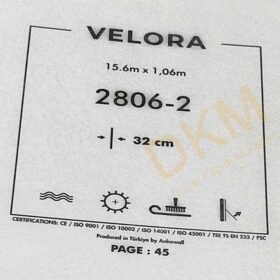 VELORA
15.6m x 1,06m
2806-2
32 cm
DKM
CERTIFICATIONS: CE / ISO 9001 / ISO 10002 / ISO 14001 / ISO 45001 / TSE TS EN 233 / FSC
Produced in Türkiye by Ankawall
PAGE : 45